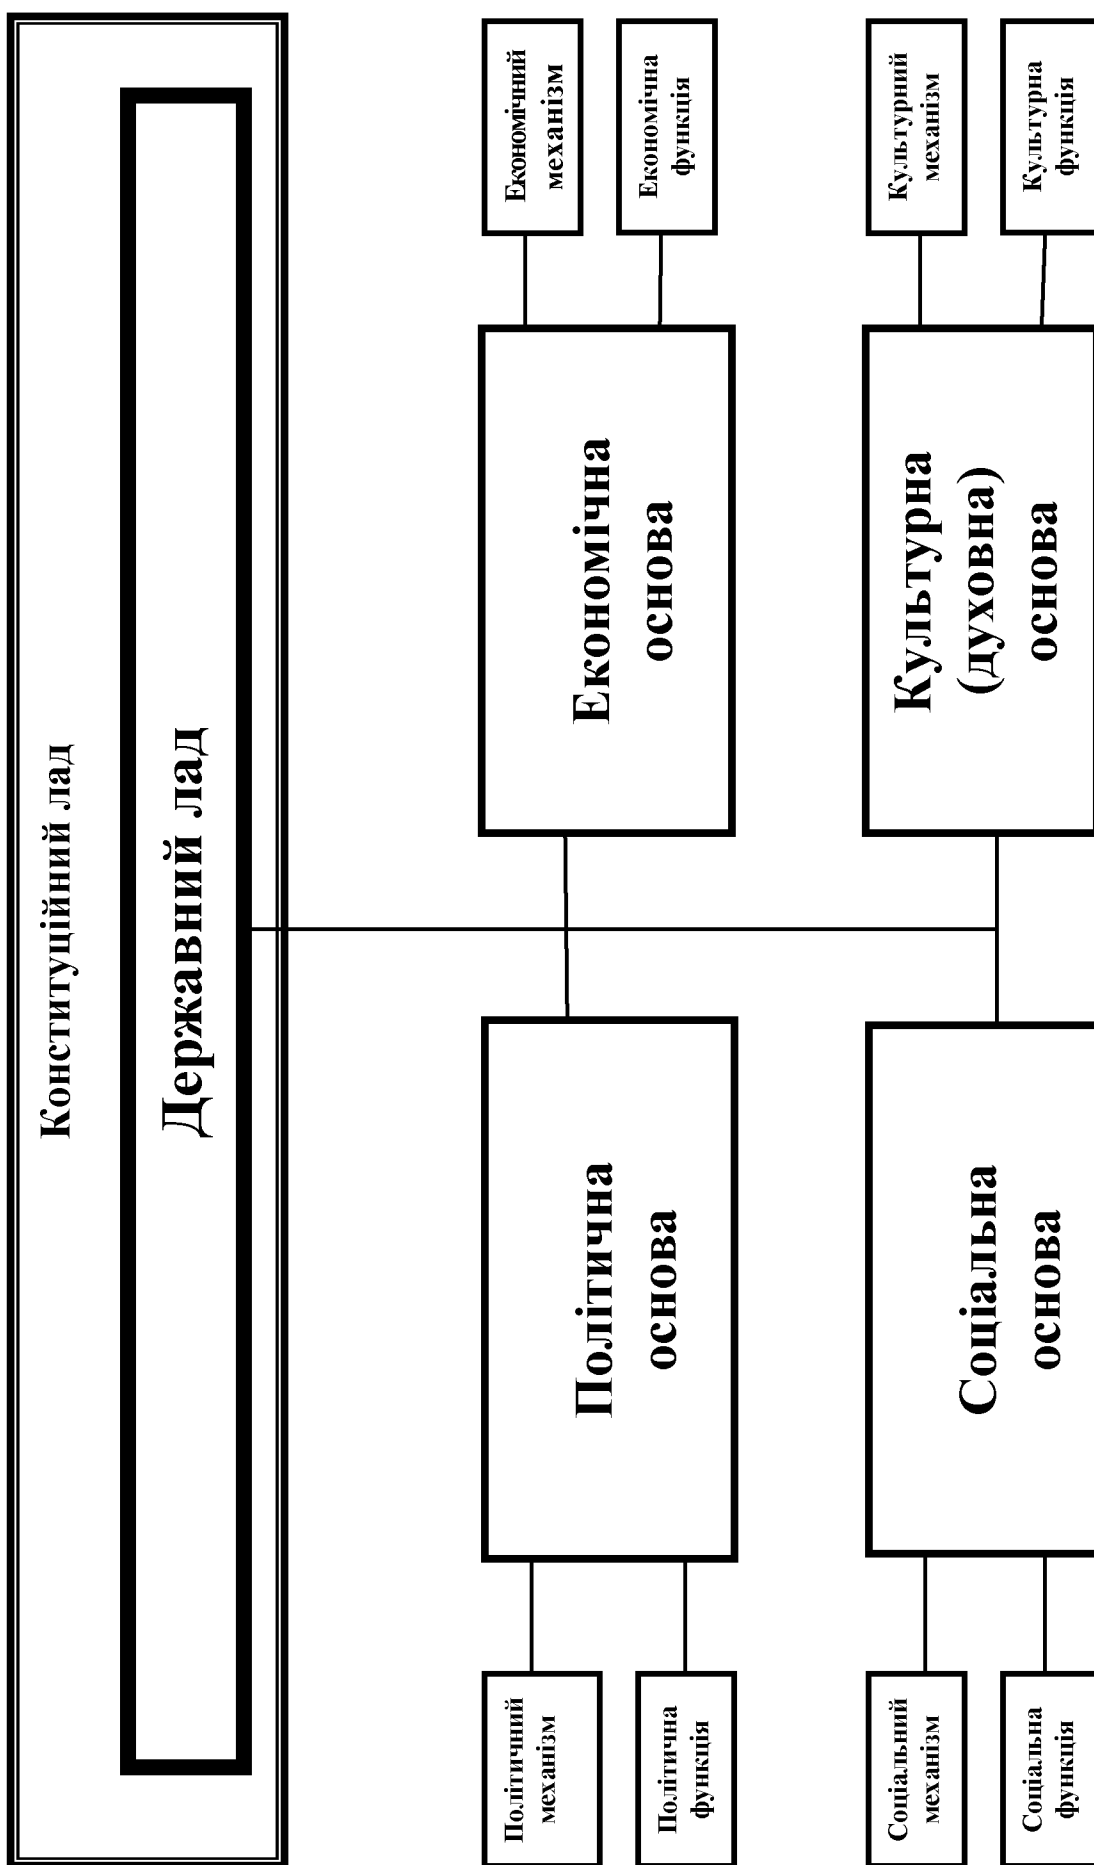 Конституційний лад
Державний лад
Політичний
механізм
Політична
функція
Політична
основа
Економічна
основа
Економічний
механізм
Економічна
функція
Соціальний
механізм
Соціальна
функція
Соціальна
основа
Культурна
(духовна)
основа
Культурний
механізм
Культурна
функція